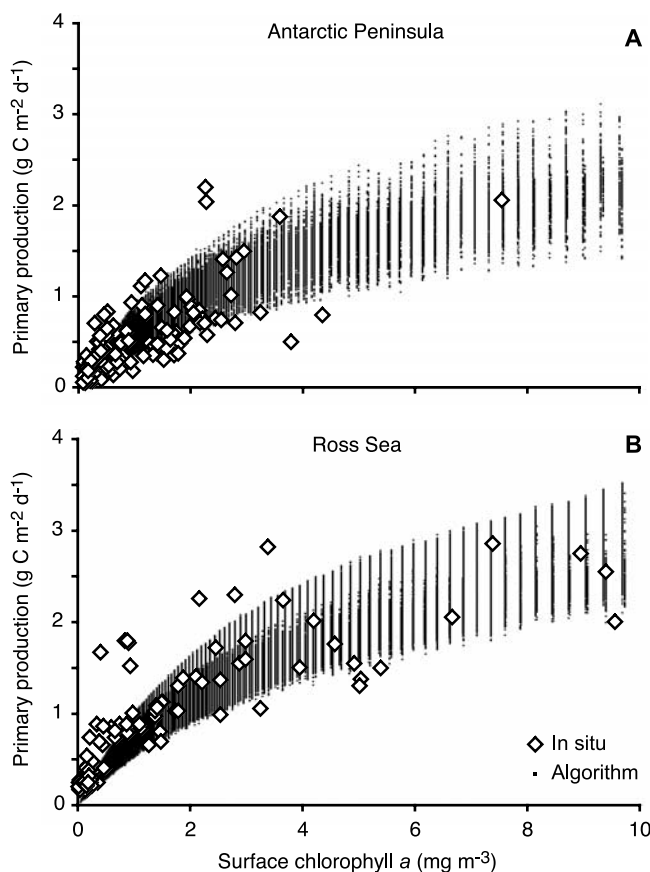 Antarctic Peninsula
A
Primary production (g C m-2 d-1)
4
3
2
1
0
Ross Sea
B
Primary production (g C m-2 d-1)
4
3
2
1
0
In situ
Algorithm
0 2 4 6 8 10
Surface chlorophyll a (mg m-3)